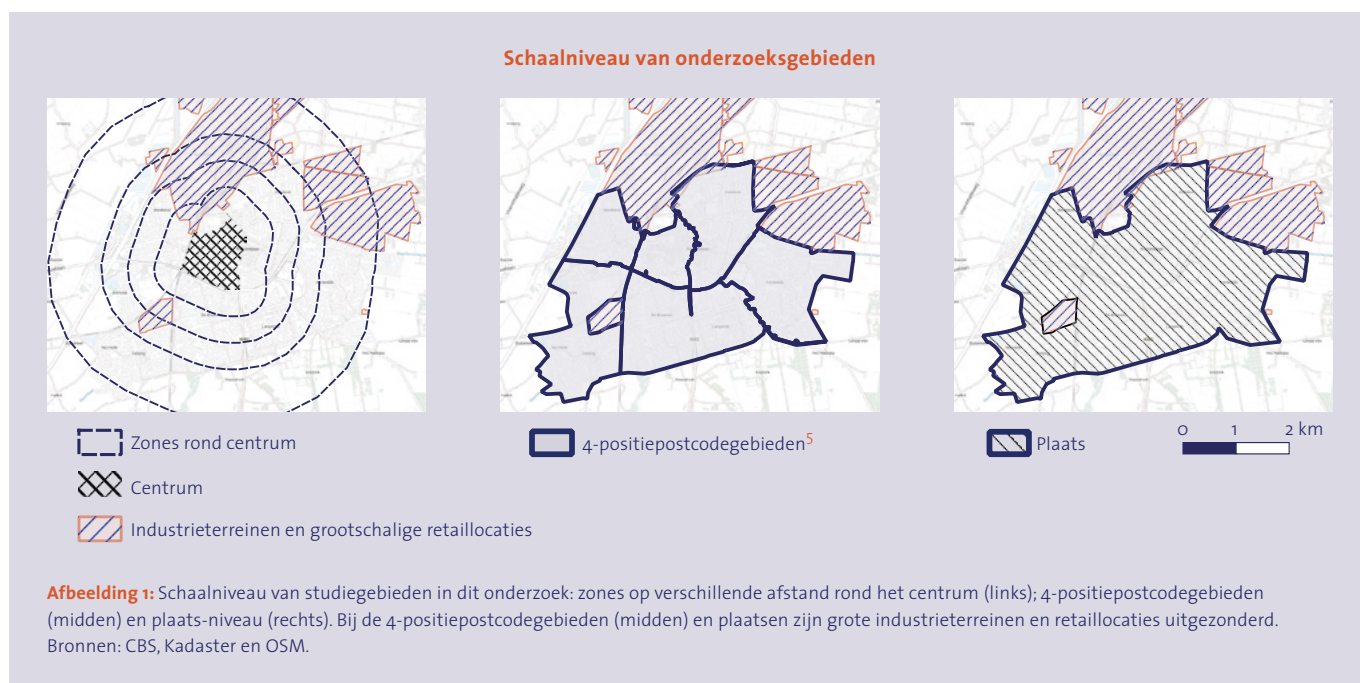 Schaalniveau van onderzoeksgebieden
Zones rond centrum
Centrum
Industrieterreinen en grootschalige retaillocaties
4-positiepostcodegebieden5
Plaats
0 1 2 km
Afbeelding 1: Schaalniveau van studiegebieden in dit onderzoek: zones op verschillende afstand rond het centrum (links); 4-positiepostcodegebieden
(midden) en plaats-niveau (rechts). Bij de 4-positiepostcodegebieden (midden) en plaatsen zijn grote industrieterreinen en retaillocaties uitgezonderd.
Bronnen: CBS, Kadaster en OSM.